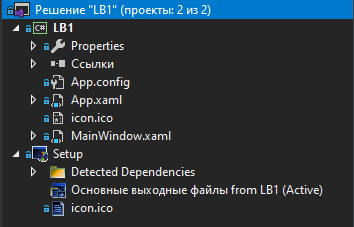 Решение "LB1" (проекты: 2 из 2)
C# LB1
Properties
Ссылки
App.config
App.xaml
icon.ico
MainWindow.xaml
Setup
Detected Dependencies
Основные выходные файлы from LB1 (Active)
icon.ico